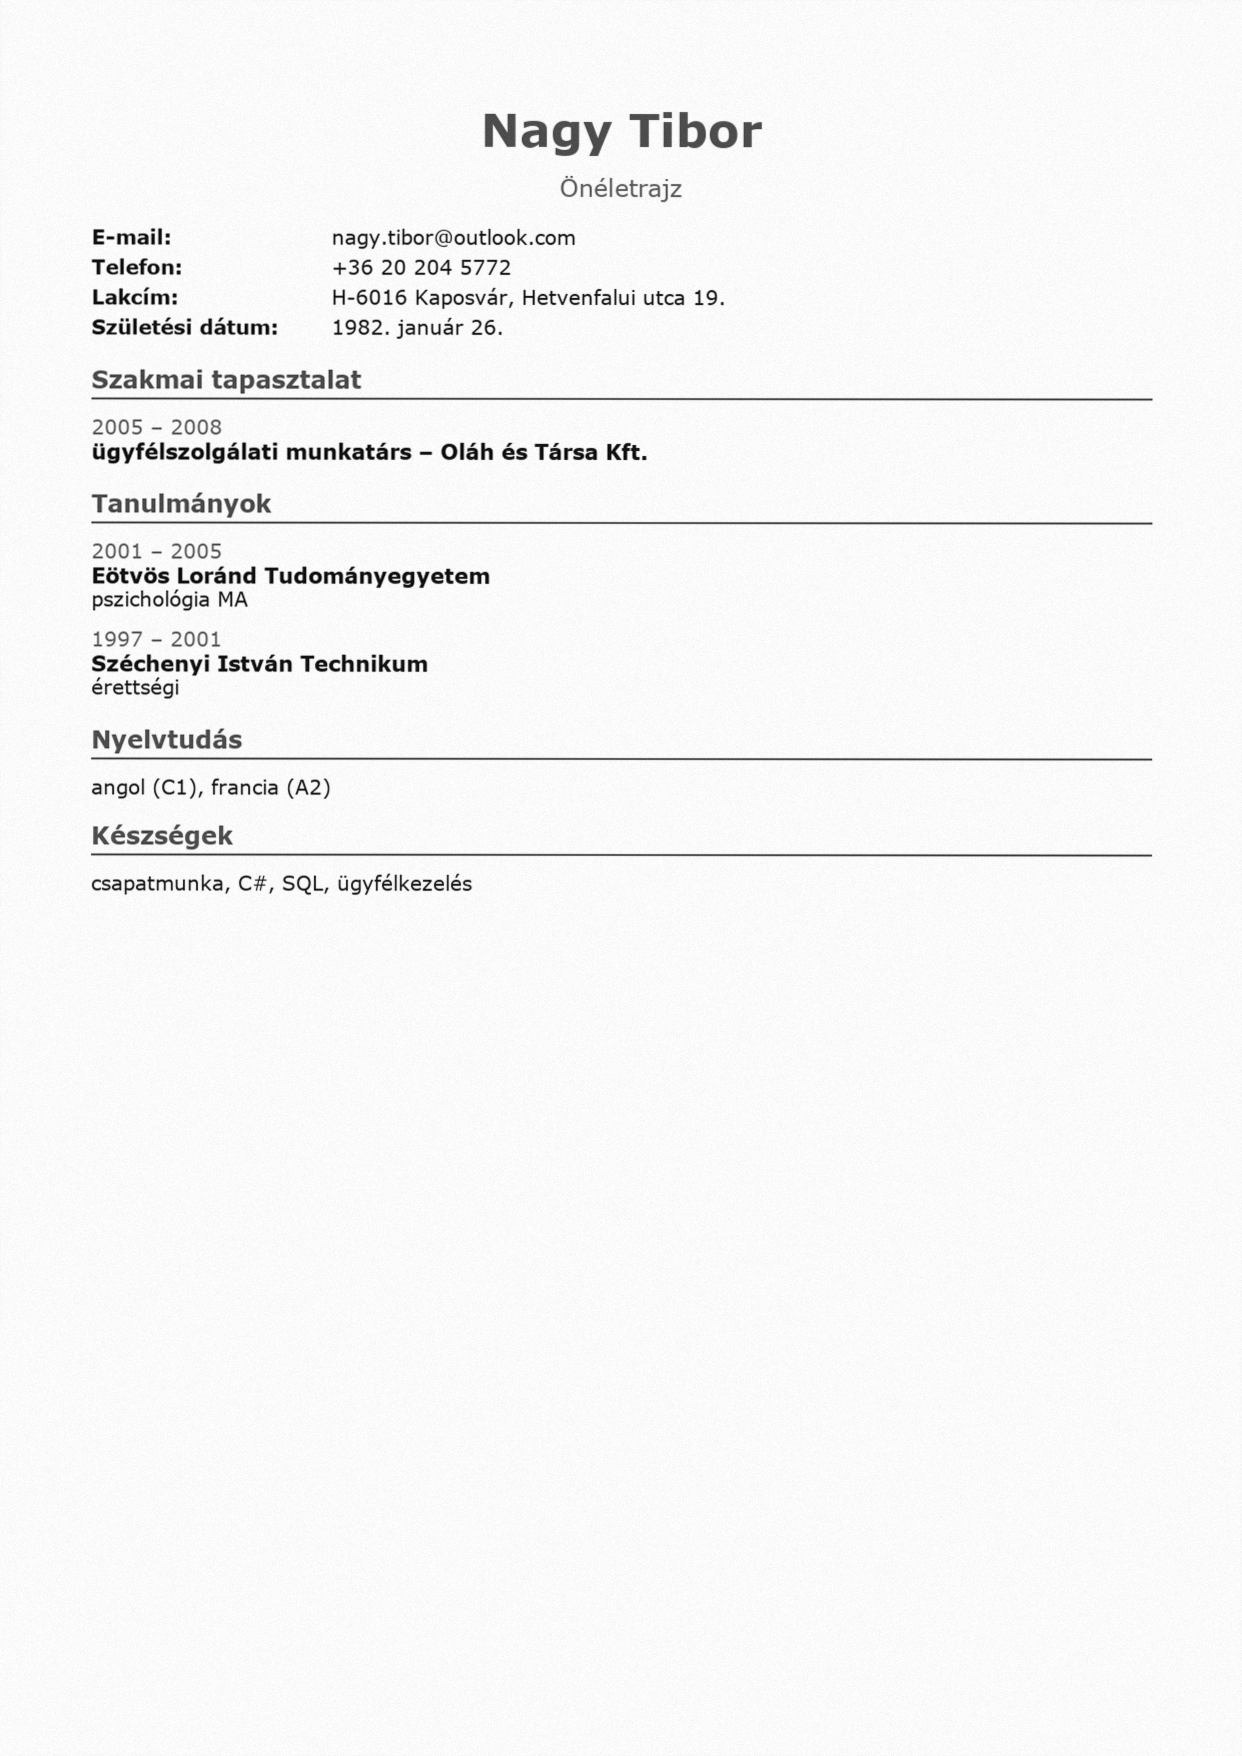 Nagy Tibor
Önéletrajz
E-mail: nagy.tibor@outlook.com
Telefon: +36 20 204 5772
Lakcím: H-6016 Kaposvár, Hetvenfalui utca 19.
Születési dátum: 1982. január 26.
Szakmai tapasztalat
2005 – 2008
ügyfélszolgálati munkatárs – Oláh és Társa Kft.
Tanulmányok
2001 – 2005
Eötvös Loránd Tudományegyetem
pszichológia MA
1997 – 2001
Széchenyi István Technikum
érettségi
Nyelvtudás
angol (C1), francia (A2)
Készségek
csapatmunka, C#, SQL, ügyfélkezelés